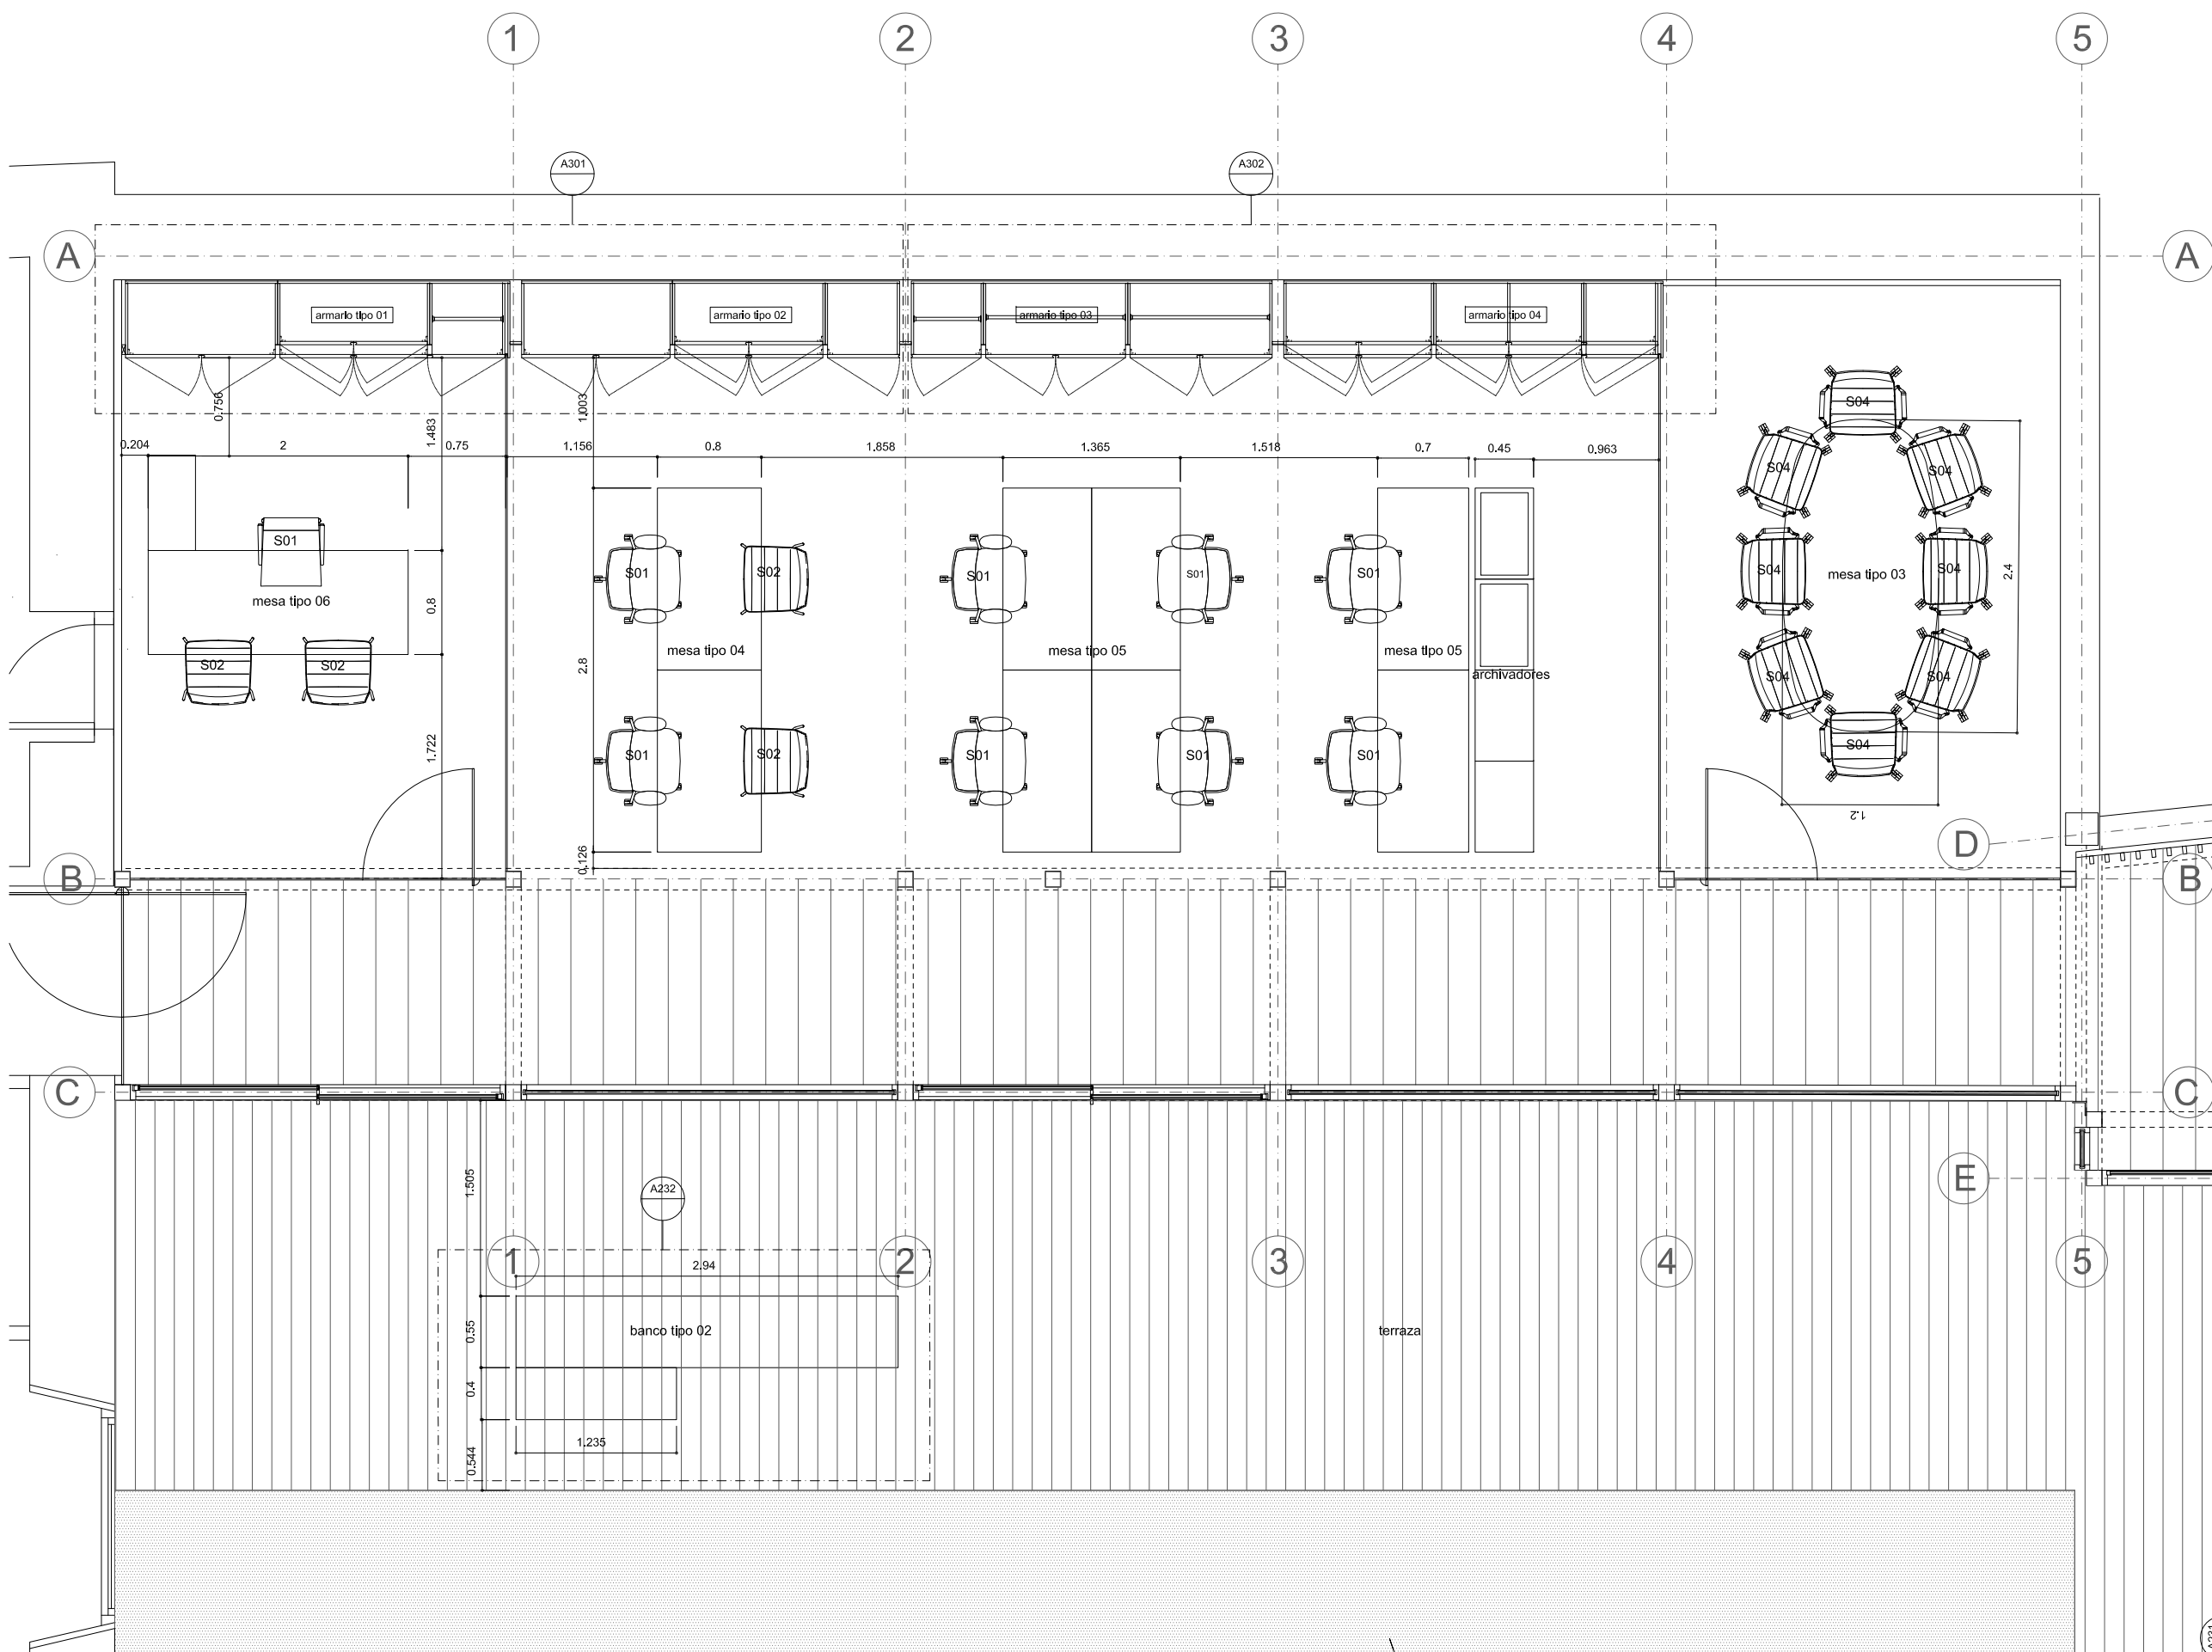 1 2 3 4 5
A301 A302
A A
armario tipo 01 armario tipo 02 armario tipo 03 armario tipo 04
0.756 1.483 1.003
0.204 2 0.75 1.156 0.8 1.858 1.365 1.518 0.7 0.45 0.963
S04
S04 S04
S01
S01 S02 S01 S01 S01
S04 mesa tipo 03 S04 2.4
mesa tipo 06 0.8
mesa tipo 04 mesa tipo 05 mesa tipo 05
S02 S02 2.8
archivadores
S04 S04
1.722
S01 S02 S01 S01 S01
S04
1.2
D
0.126
B B
C C
1.505
A232
E
1 2 3 4 5
2.94
0.55
banco tipo 02 terraza
0.4
1.235
0.544